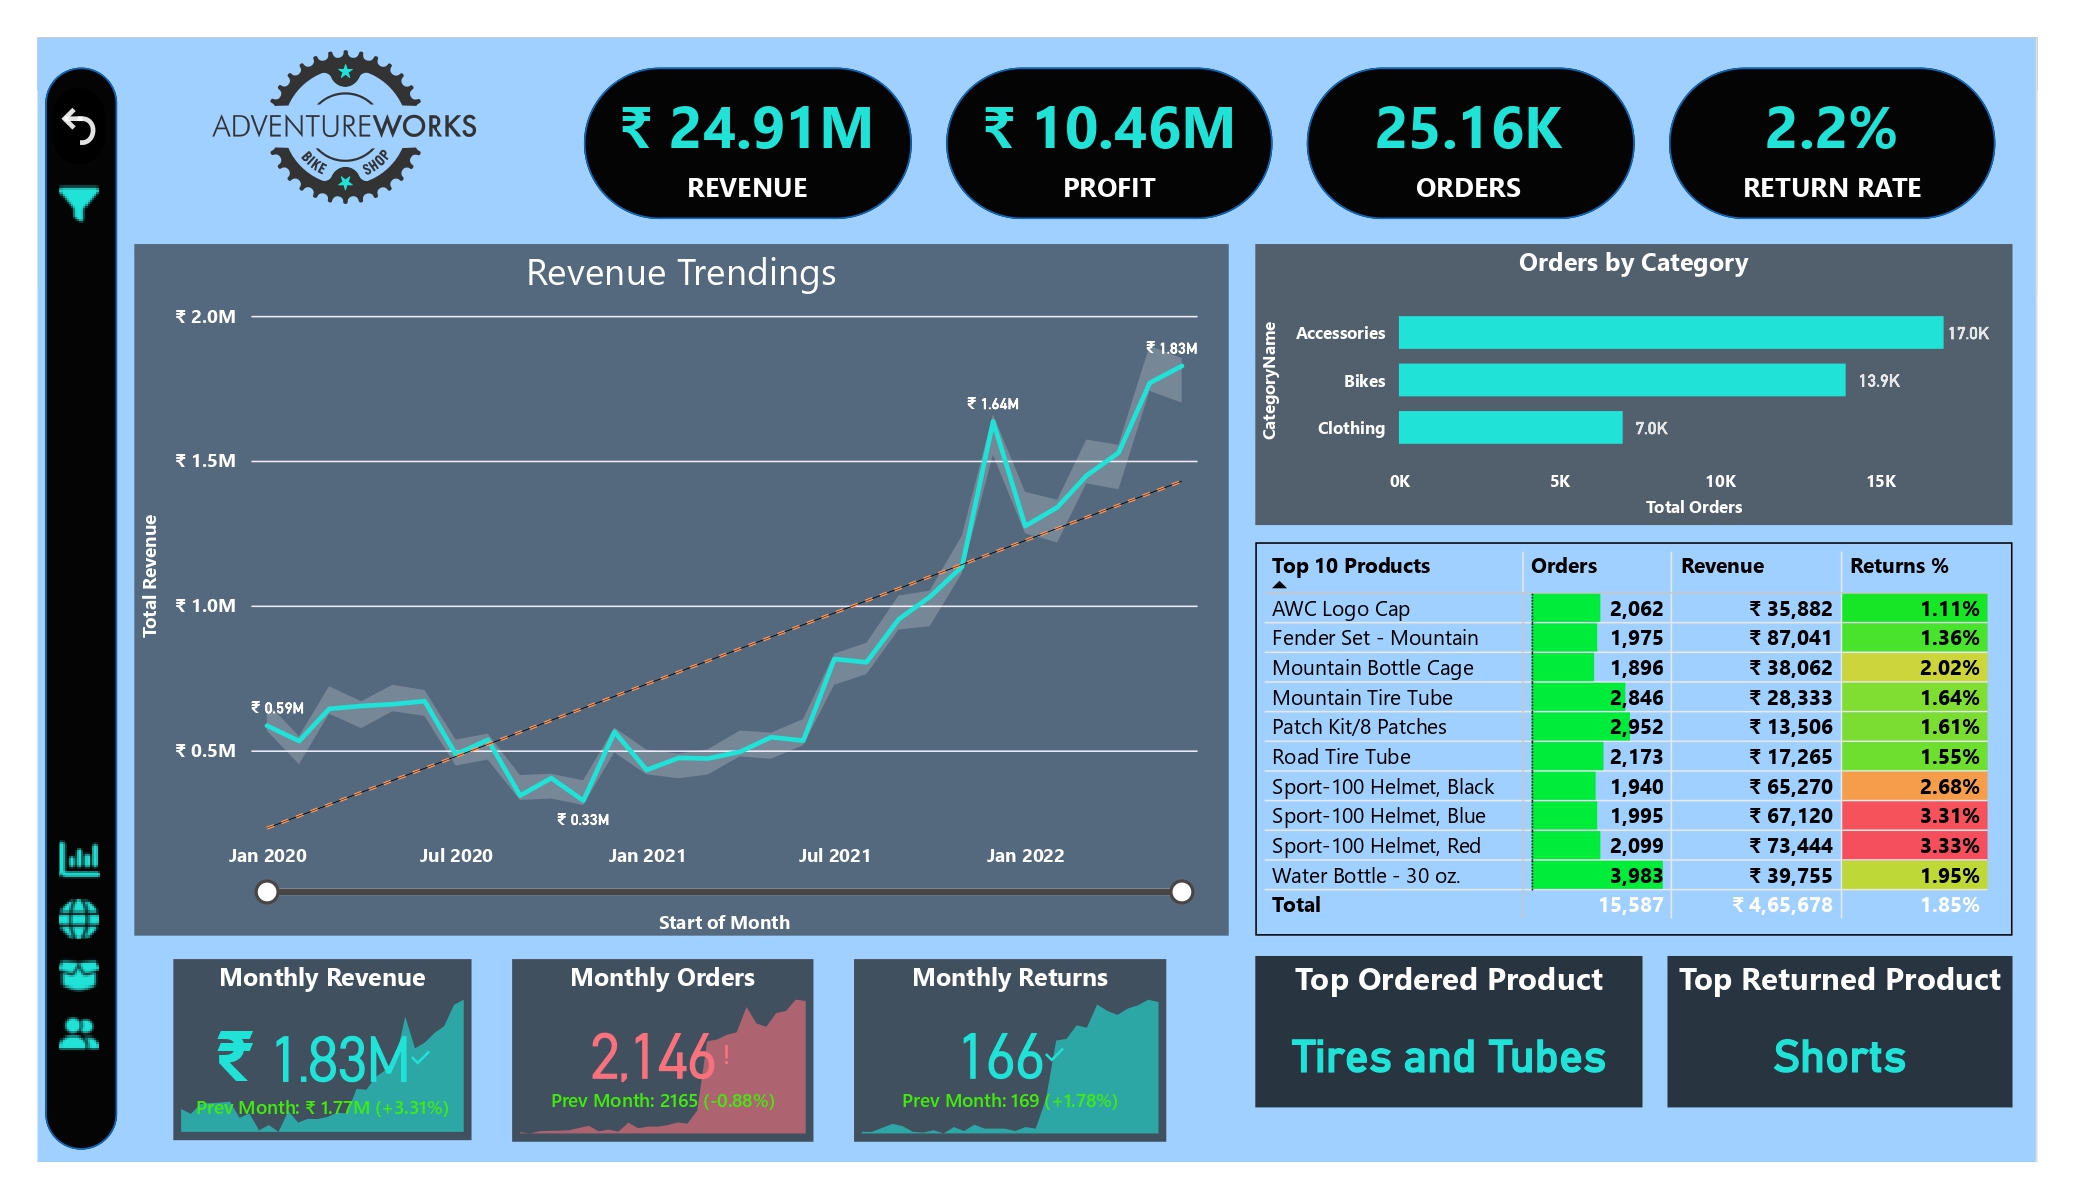 ADVENTUREWORKS
BIKE SHOP
₹ 24.91M
REVENUE
₹ 10.46M
PROFIT
25.16K
ORDERS
2.2%
RETURN RATE
Revenue Trendings
₹ 2.0M
₹ 1.5M
₹ 1.0M
₹ 0.5M
Total Revenue
₹ 0.59M
₹ 0.33M
₹ 1.64M
₹ 1.83M
Jan 2020 Jul 2020 Jan 2021 Jul 2021 Jan 2022
Start of Month
Orders by Category
CategoryName
Accessories 17.0K
Bikes 13.9K
Clothing 7.0K
0K 5K 10K 15K
Total Orders
Top 10 Products Orders Revenue Returns %
AWC Logo Cap 2,062 ₹ 35,882 1.11%
Fender Set - Mountain 1,975 ₹ 87,041 1.36%
Mountain Bottle Cage 1,896 ₹ 38,062 2.02%
Mountain Tire Tube 2,846 ₹ 28,333 1.64%
Patch Kit/8 Patches 2,952 ₹ 13,506 1.61%
Road Tire Tube 2,173 ₹ 17,265 1.55%
Sport-100 Helmet, Black 1,940 ₹ 65,270 2.68%
Sport-100 Helmet, Blue 1,995 ₹ 67,120 3.31%
Sport-100 Helmet, Red 2,099 ₹ 73,444 3.33%
Water Bottle - 30 oz. 3,983 ₹ 39,755 1.95%
Total 15,587 ₹ 4,65,678 1.85%
Monthly Revenue
₹ 1.83M
Prev Month: ₹ 1.77M (+3.31%)
Monthly Orders
2,146!
Prev Month: 2165 (-0.88%)
Monthly Returns
166
Prev Month: 169 (+1.78%)
Top Ordered Product
Tires and Tubes
Top Returned Product
Shorts